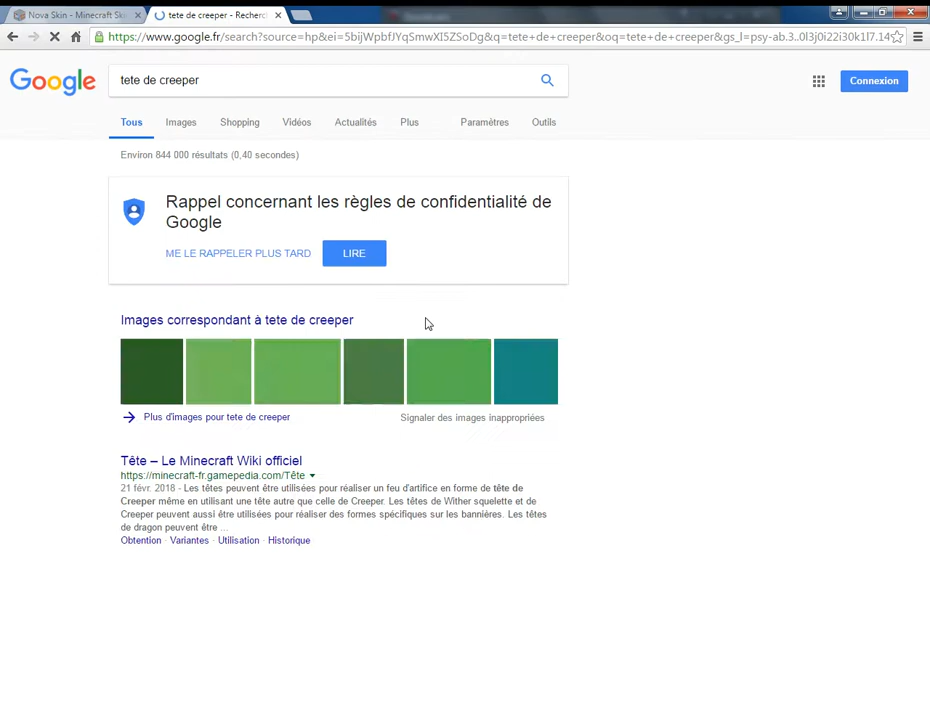 Nova Skin - Minecraft Sk
tete de creeper - Recherc
https://www.google.fr/search?source=hp&ei=5bijWpbfJYqSmwXI5ZSoDg&q=tete+de+creeper&oq=tete+de+creeper&gs_l=psy-ab.3..0l3j0i22i30k1l7.14
Google
tete de creeper
Connexion
Tous Images Shopping Vidéos Actualités Plus Paramètres Outils
Environ 844 000 résultats (0,40 secondes)
Rappel concernant les règles de confidentialité de
Google
ME LE RAPPELER PLUS TARD LIRE
Images correspondant à tete de creeper
Plus d'images pour tete de creeper Signaler des images inappropriées
Tête – Le Minecraft Wiki officiel
https://minecraft-fr.gamepedia.com/Tête
21 févr. 2018 - Les têtes peuvent être utilisées pour réaliser un feu d'artifice en forme de tête de
Creeper même en utilisant une tête autre que celle de Creeper. Les têtes de Wither squelette et de
Creeper peuvent aussi être utilisées pour réaliser des formes spécifiques sur les bannières. Les têtes
de dragon peuvent être ...
Obtention · Variantes · Utilisation · Historique